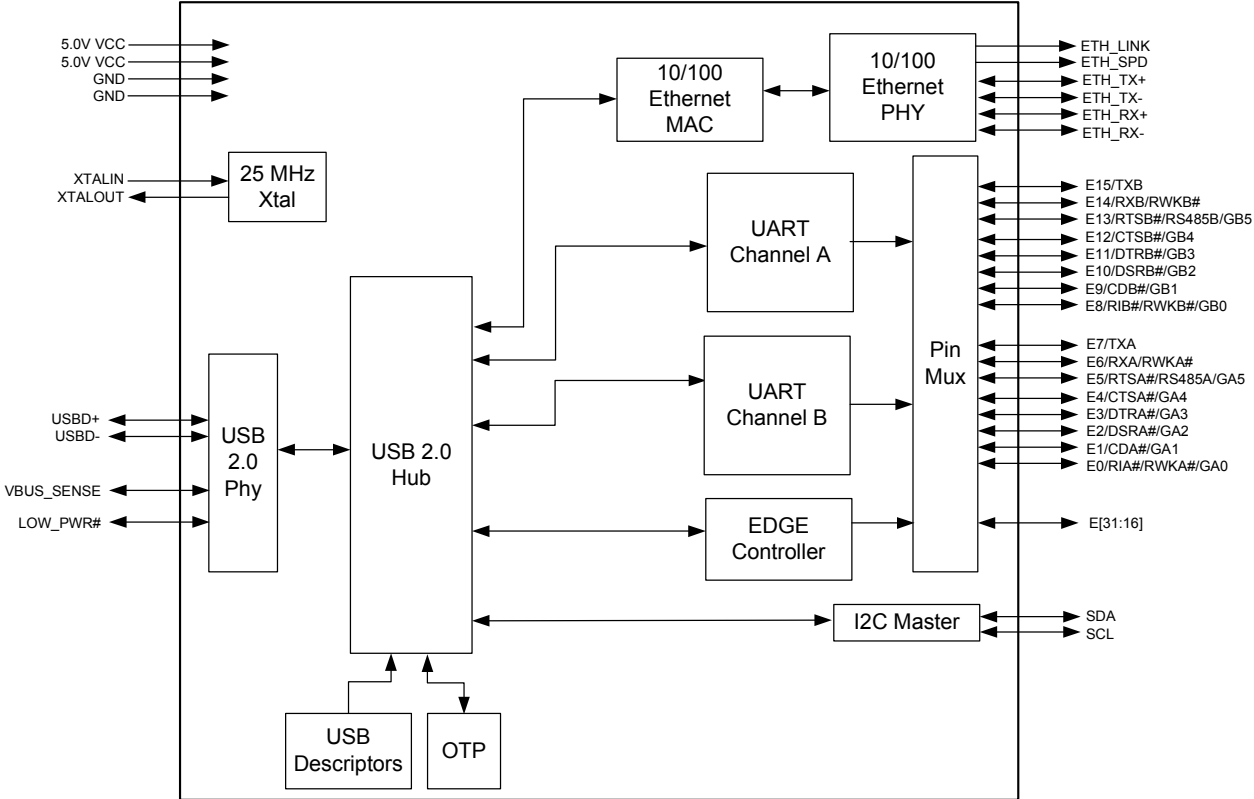 5.0V VCC
5.0V VCC
GND
GND
XTALIN
XTALOUT
25 MHz
Xtal
USBD+
USBD-
VBUS_SENSE
LOW_PWR#
USB
2.0
Phy
USB 2.0
Hub
USB
Descriptors
OTP
10/100
Ethernet
MAC
10/100
Ethernet
PHY
UART
Channel A
UART
Channel B
EDGE
Controller
I2C Master
Pin
Mux
ETH_LINK
ETH_SPD
ETH_TX+
ETH_TX-
ETH_RX+
ETH_RX-
E15/TXB
E14/RXB/RWKB#
E13/RTSB#/RS485B/GB5
E12/CTSB#/GB4
E11/DTRB#/GB3
E10/DSRB#/GB2
E9/CDB#/GB1
E8/RIB#/RWKB#/GB0
E7/TXA
E6/RXA/RWKA#
E5/RTSA#/RS485A/GA5
E4/CTSA#/GA4
E3/DTRA#/GA3
E2/DSRA#/GA2
E1/CDA#/GA1
E0/RIA#/RWKA#/GA0
E[31:16]
SDA
SCL